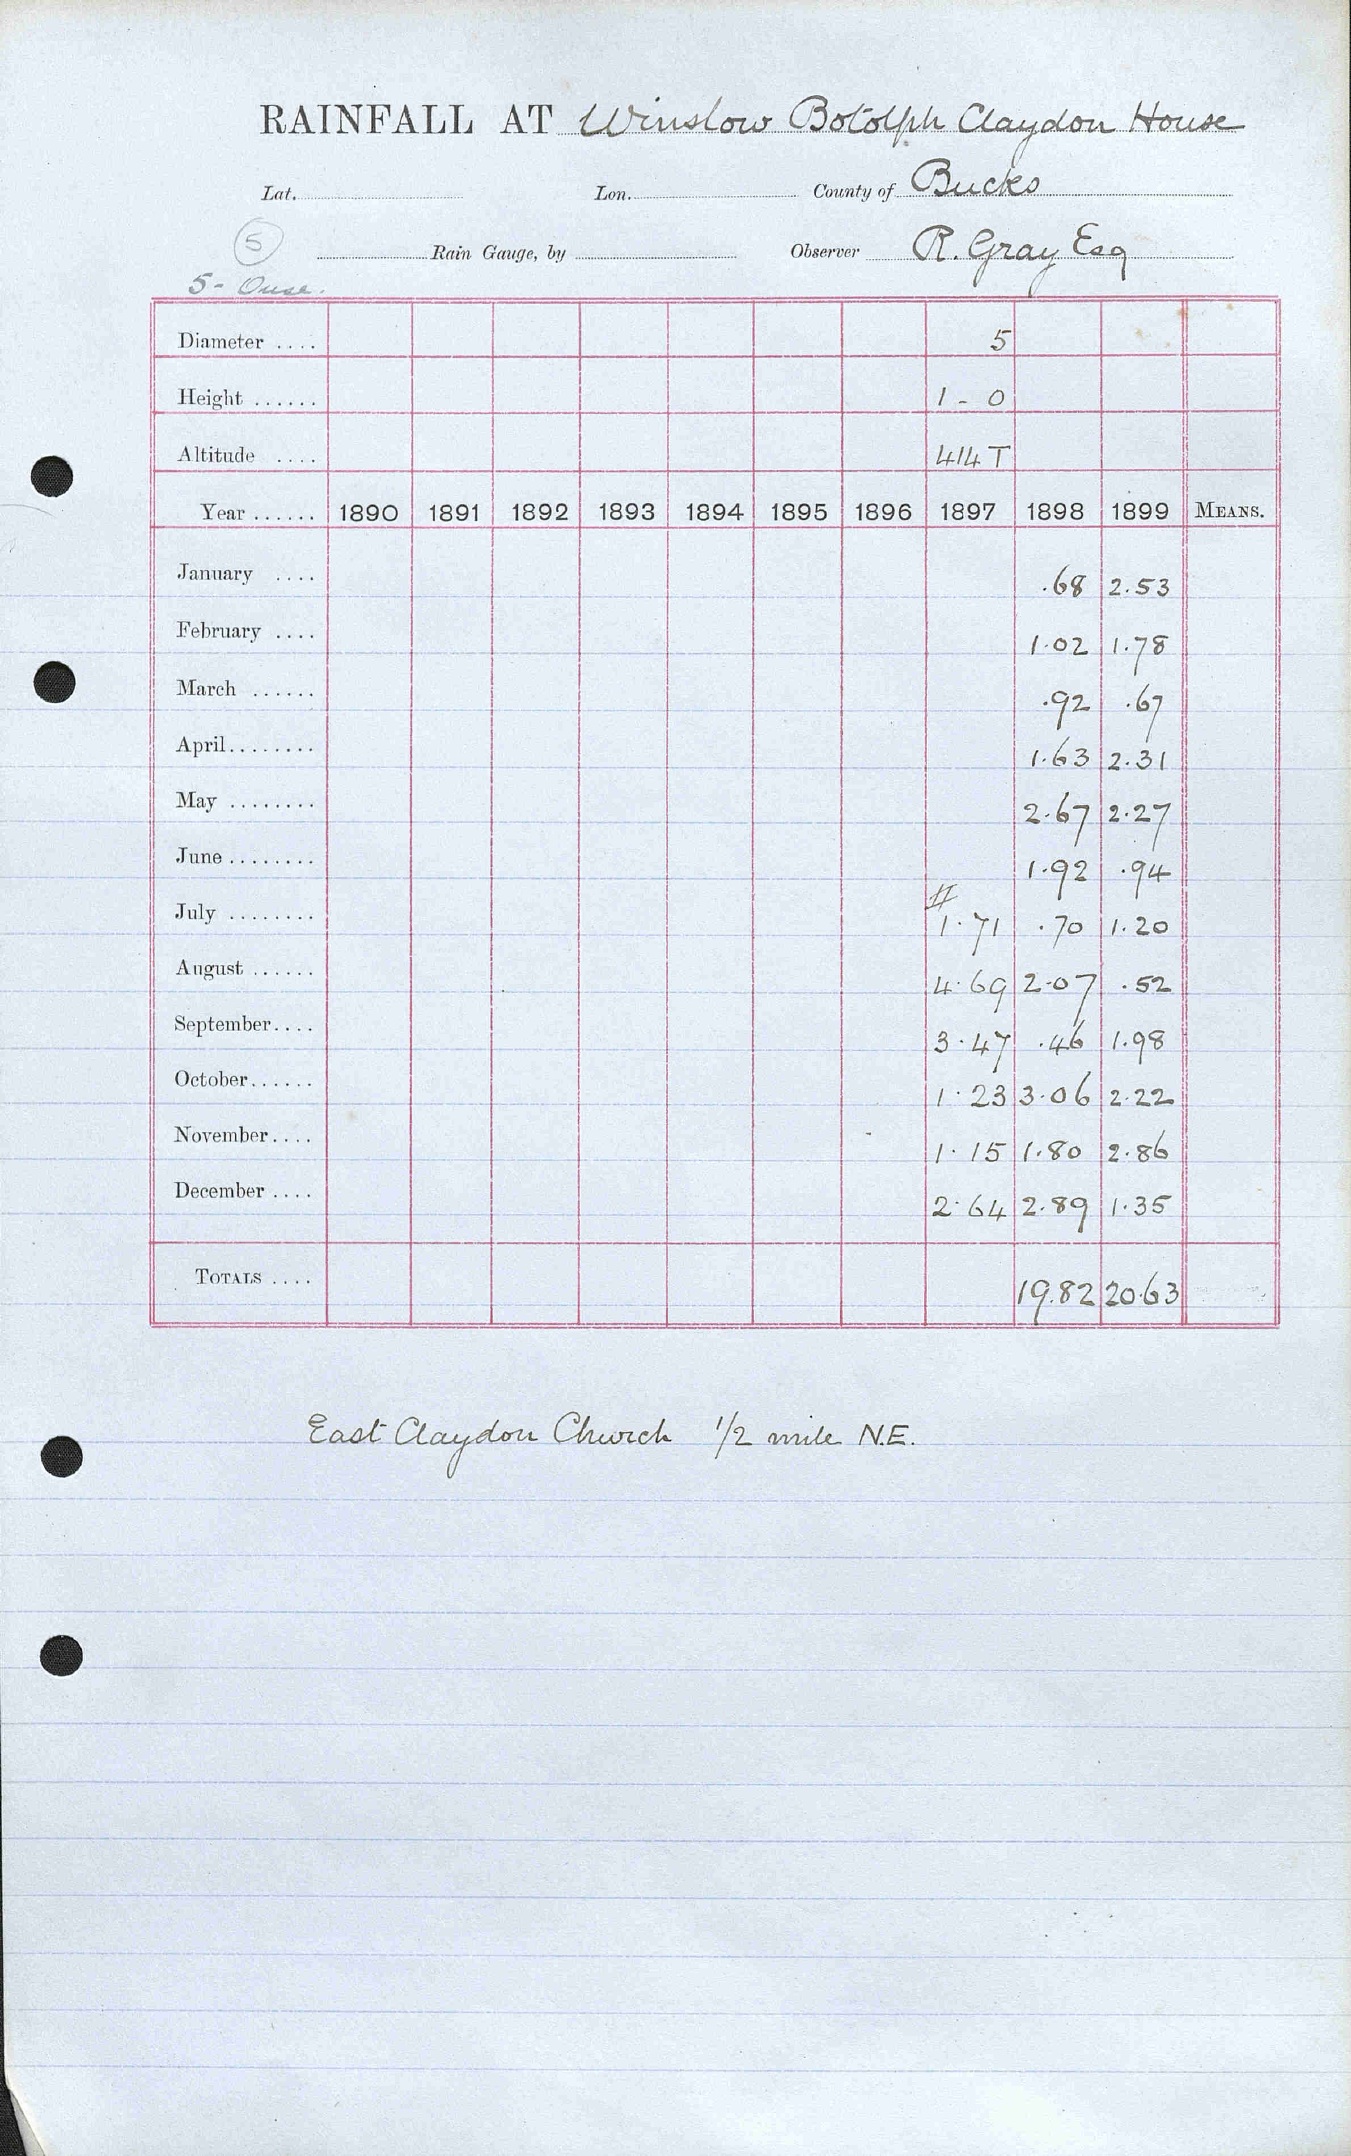 RAINFALL AT Winslow Botolph Claydon House
Lat. Lon. County of Bucks
5 Rain Gauge, by Observer R. Gray Esq
5 - Ouse.
Diameter .... 5
Height ...... 1 - 0
Altitude .... 414 T
Year ...... 1890 1891 1892 1893 1894 1895 1896 1897 1898 1899 MEANS.
January .... .68 2.53
February .... 1.02 1.78
March ...... .92 .67
April........ 1.63 2.31
May ........ 2.67 2.27
June ........ 1.92 .94
July ........ # 1.71 .70 1.20
August ...... 4.69 2.07 .52
September.... 3.47 .46 1.98
October...... 1.23 3.06 2.22
November.... 1.15 1.80 2.86
December .... 2.64 2.89 1.35
TOTALS .... 19.82 20.63
East Claydon Church 1/2 mile N.E.